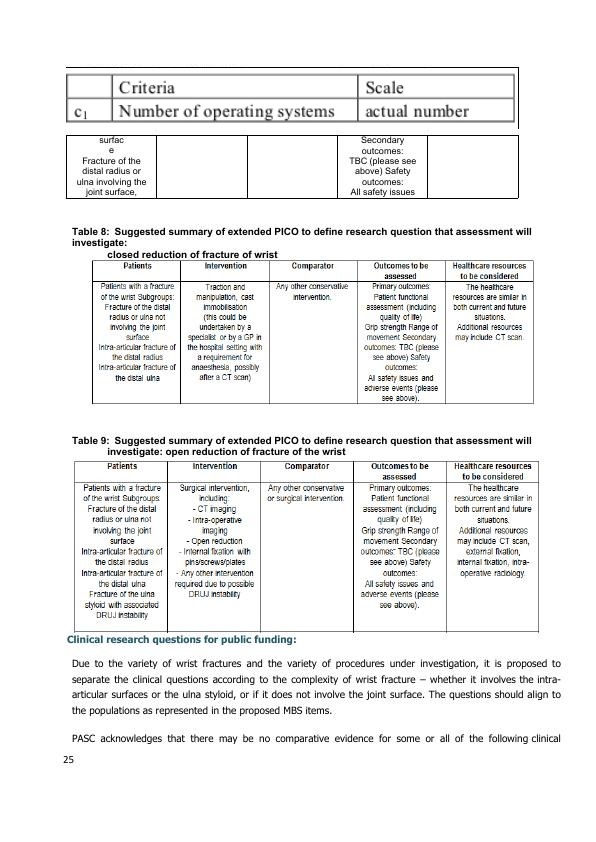 Criteria Scale
c1 Number of operating systems actual number
surfac
e
Fracture of the
distal radius or
ulna involving the
joint surface,
Secondary
outcomes:
TBC (please see
above) Safety
outcomes:
All safety issues
Table 8: Suggested summary of extended PICO to define research question that assessment will
investigate:
closed reduction of fracture of wrist
Patients
Intervention
Comparator
Outcomes to be
assessed
Healthcare resources
to be considered
Patients with a fracture
of the wrist Subgroups:
Fracture of the distal
radius or ulna not
involving the joint
surface
Intra-articular fracture of
the distal radius
Intra-articular fracture of
the distal ulna
Traction and
manipulation, cast
immobilisation
(this could be
undertaken by a
specialist or by a GP in
the hospital setting with
a requirement for
anaesthesia, possibly
after a CT scan)
Any other conservative
intervention.
Primary outcomes:
Patient functional
assessment (including
quality of life)
Grip strength Range of
movement Secondary
outcomes: TBC (please
see above) Safety
outcomes:
All safety issues and
adverse events (please
see above).
The healthcare
resources are similar in
both current and future
situations.
Additional resources
may include CT scan.
Table 9: Suggested summary of extended PICO to define research question that assessment will
investigate: open reduction of fracture of the wrist
Patients
Intervention
Comparator
Outcomes to be
assessed
Healthcare resources
to be considered
Patients with a fracture
of the wrist Subgroups:
Fracture of the distal
radius or ulna not
involving the joint
surface
Intra-articular fracture of
the distal radius
Intra-articular fracture of
the distal ulna
Fracture of the ulna
styloid with associated
DRUJ instability
Surgical intervention,
including:
- CT imaging
- Intra-operative
imaging
- Open reduction
- Internal fixation with
pins/screws/plates
- Any other intervention
required due to possible
DRUJ instability
Any other conservative
or surgical intervention.
Primary outcomes:
Patient functional
assessment (including
quality of life)
Grip strength Range of
movement Secondary
outcomes: TBC (please
see above) Safety
outcomes:
All safety issues and
adverse events (please
see above).
The healthcare
resources are similar in
both current and future
situations.
Additional resources
may include CT scan,
external fixation,
internal fixation, intra-
operative radiology.
Clinical research questions for public funding:
Due to the variety of wrist fractures and the variety of procedures under investigation, it is proposed to
separate the clinical questions according to the complexity of wrist fracture – whether it involves the intra-
articular surfaces or the ulna styloid, or if it does not involve the joint surface. The questions should align to
the populations as represented in the proposed MBS items.
PASC acknowledges that there may be no comparative evidence for some or all of the following clinical
25